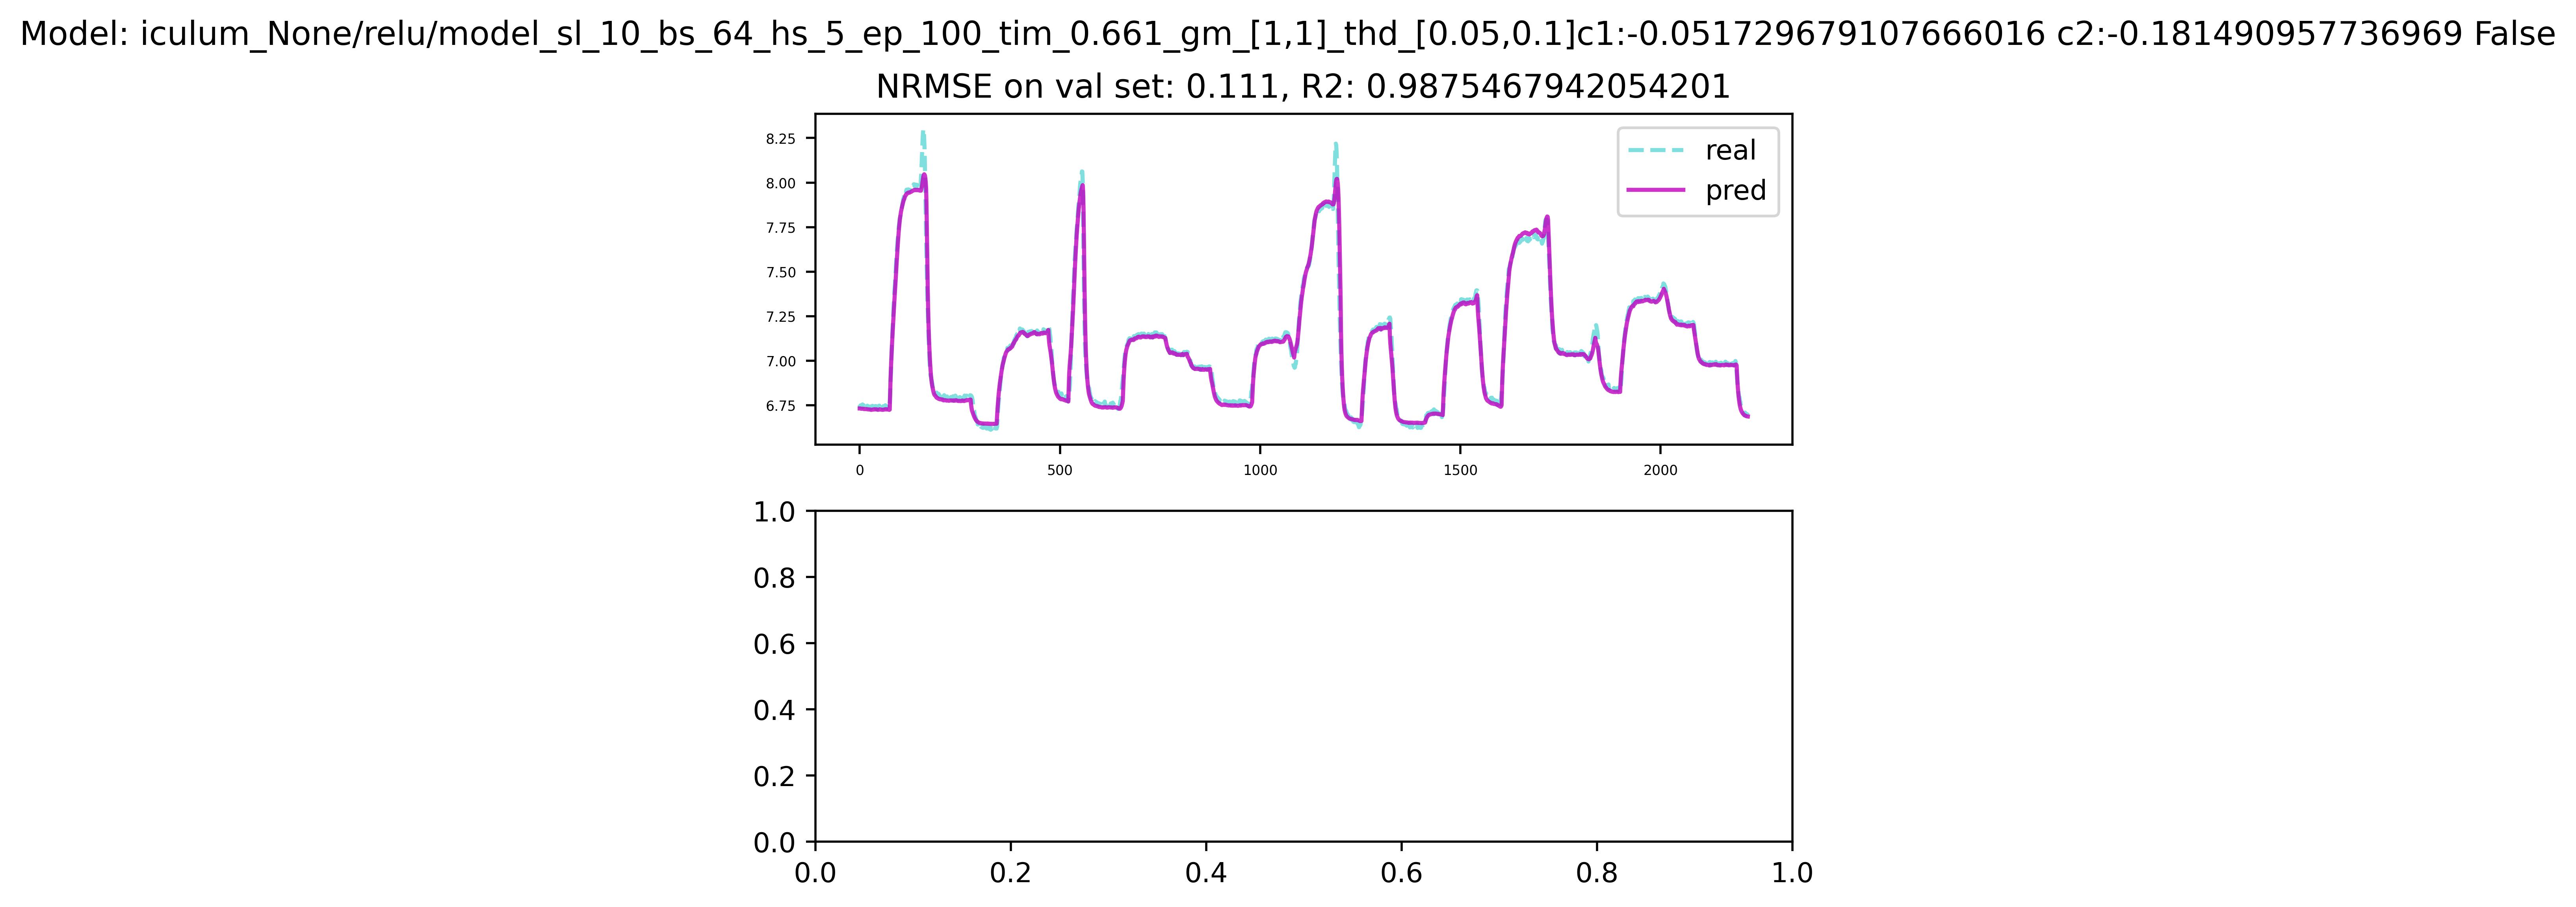 Model: iculum_None/relu/model_sl_10_bs_64_hs_5_ep_100_tim_0.661_gm_[1,1]_thd_[0.05,0.1]c1:-0.051729679107666016 c2:-0.181490957736969 False
NRMSE on val set: 0.111, R2: 0.9875467942054201
8.25
8.00
7.75
7.50
7.25
7.00
6.75
real
pred
0 500 1000 1500 2000
1.0
0.8
0.6
0.4
0.2
0.0
0.0 0.2 0.4 0.6 0.8 1.0